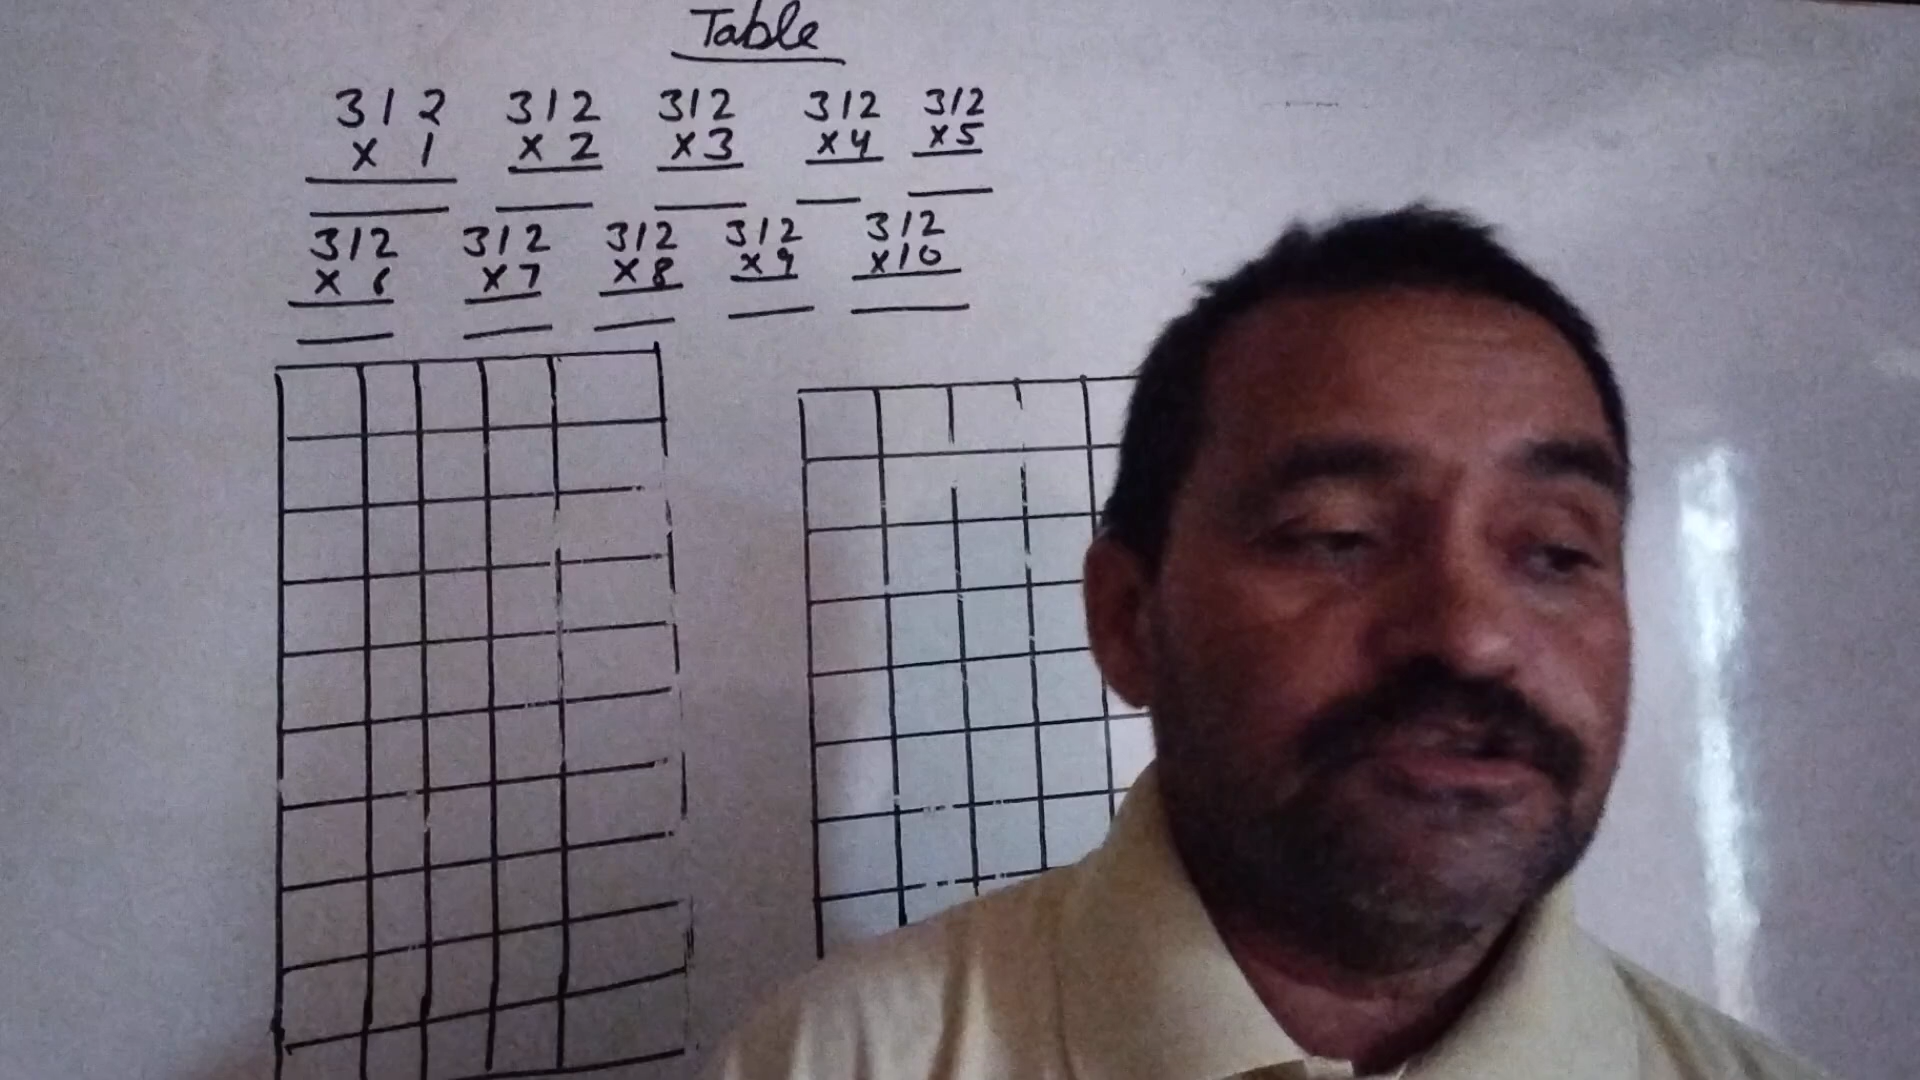 Table
312 312 312 312 312
x 1 x 2 x3 x4 x5
312 312 312 312 312
x 6 x7 x8 x9 x10